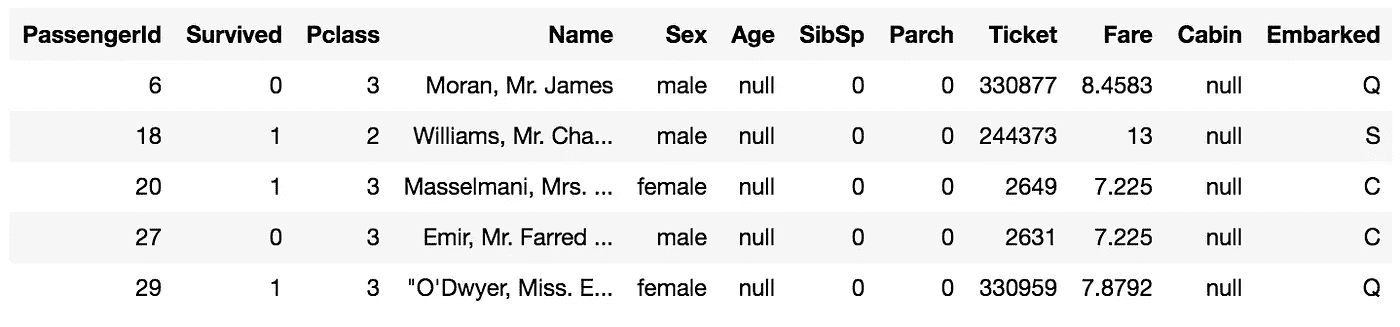 PassengerId Survived Pclass Name Sex Age SibSp Parch Ticket Fare Cabin Embarked
6 0 3 Moran, Mr. James male null 0 0 330877 8.4583 null Q
18 1 2 Williams, Mr. Cha... male null 0 0 244373 13 null S
20 1 3 Masselmani, Mrs. ... female null 0 0 2649 7.225 null C
27 0 3 Emir, Mr. Farred ... male null 0 0 2631 7.225 null C
29 1 3 "O'Dwyer, Miss. E... female null 0 0 330959 7.8792 null Q